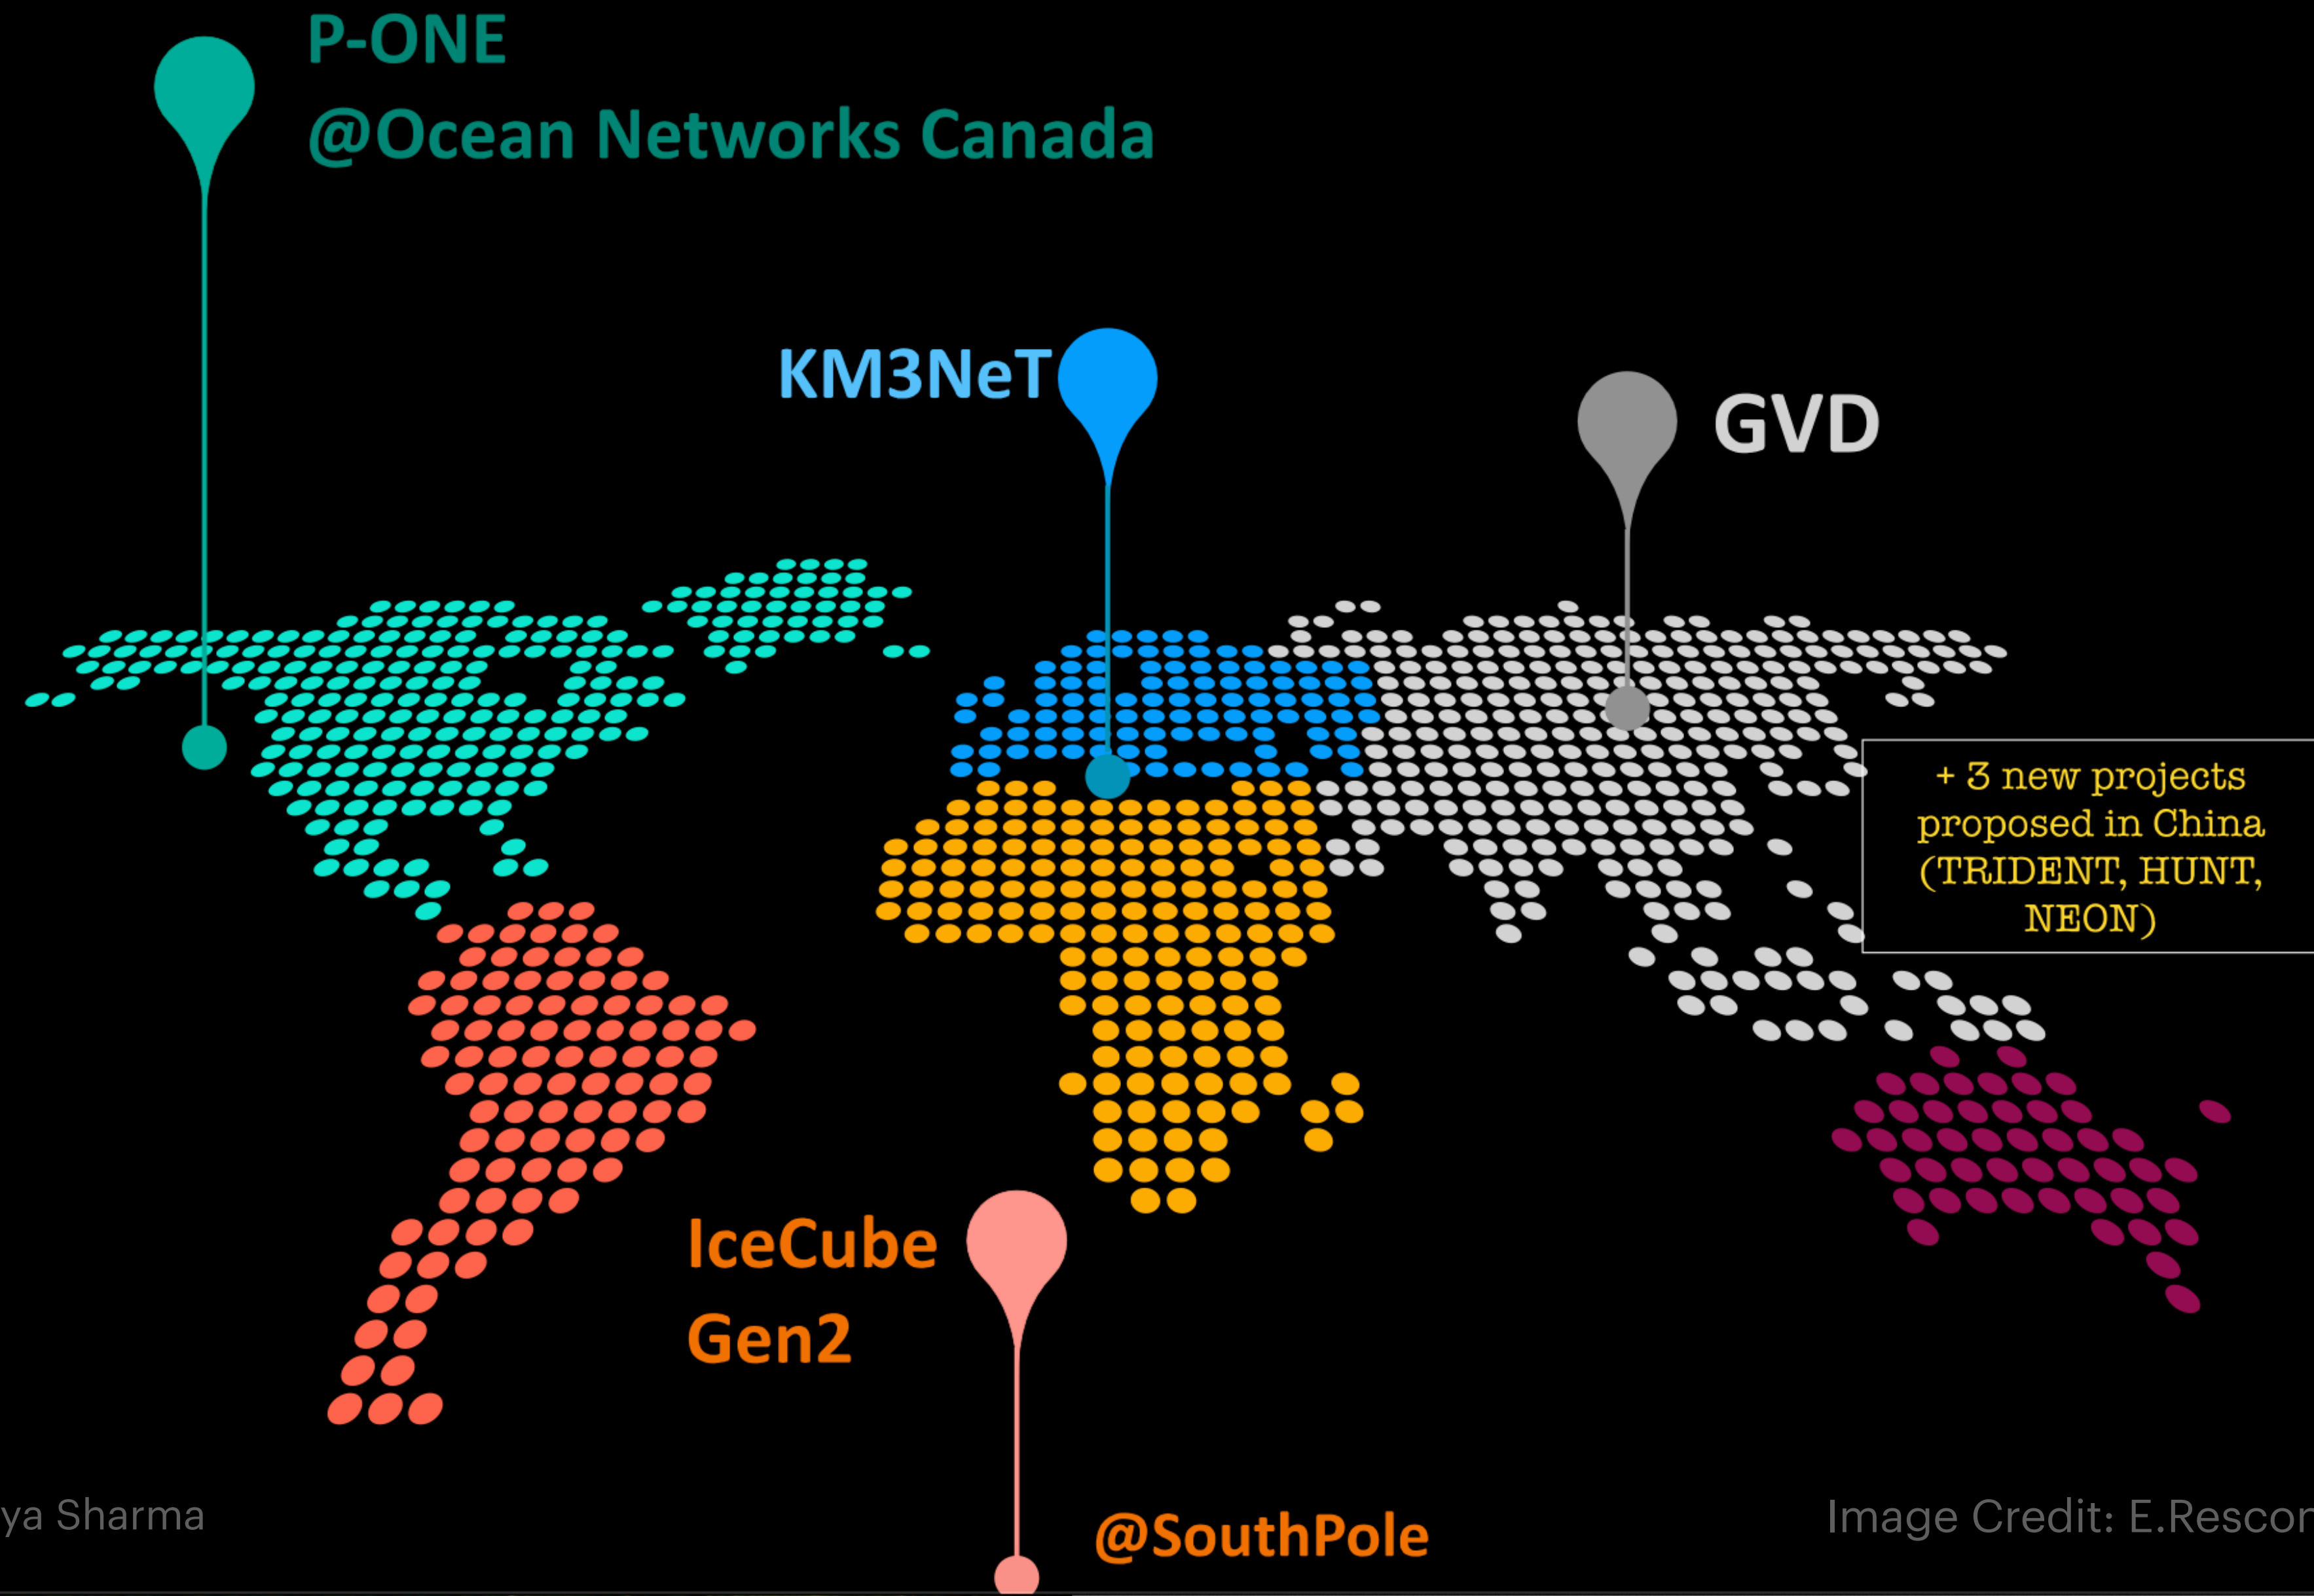 P-ONE
@Ocean Networks Canada
KM3NeT
GVD
+ 3 new projects
proposed in China
(TRIDENT, HUNT,
NEON)
IceCube
Gen2
@SouthPole
ya Sharma
Image Credit: E.Rescon